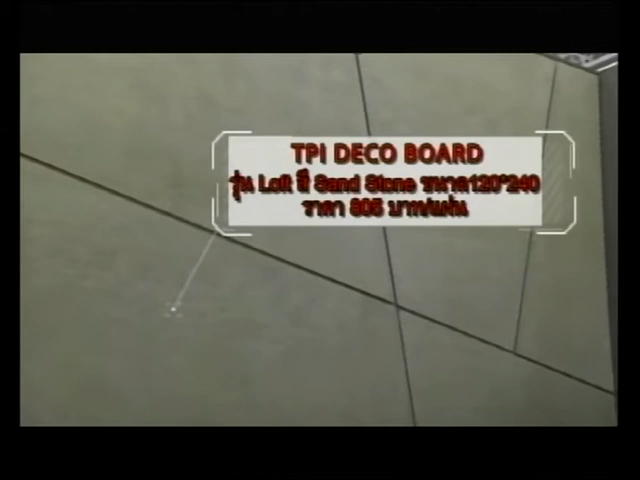 TPI DECO BOARD
รุ่น Loft สี Sand Stone ขนาด120*240
ราคา 805 บาท/แผ่น